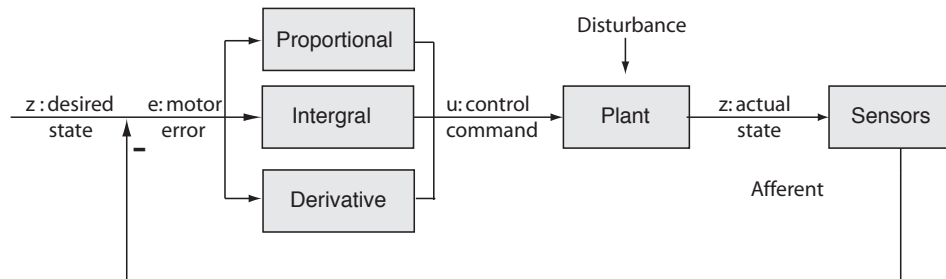 Proportional
Disturbance
z : desired
state
e: motor
error
Intergral
u: control
command
Plant
z: actual
state
Sensors
-
Derivative
Afferent